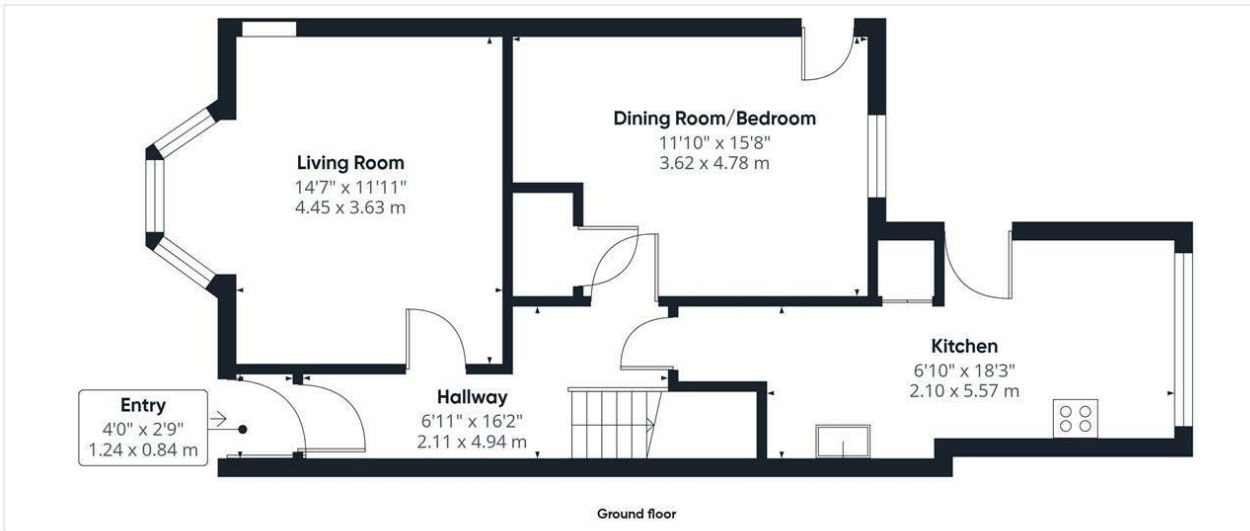 Living Room
14'7" x 11'11"
4.45 x 3.63 m
Dining Room/Bedroom
11'10" x 15'8"
3.62 x 4.78 m
Entry
4'0" x 2'9"
1.24 x 0.84 m
Hallway
6'11" x 16'2"
2.11 x 4.94 m
Kitchen
6'10" x 18'3"
2.10 x 5.57 m
Ground floor